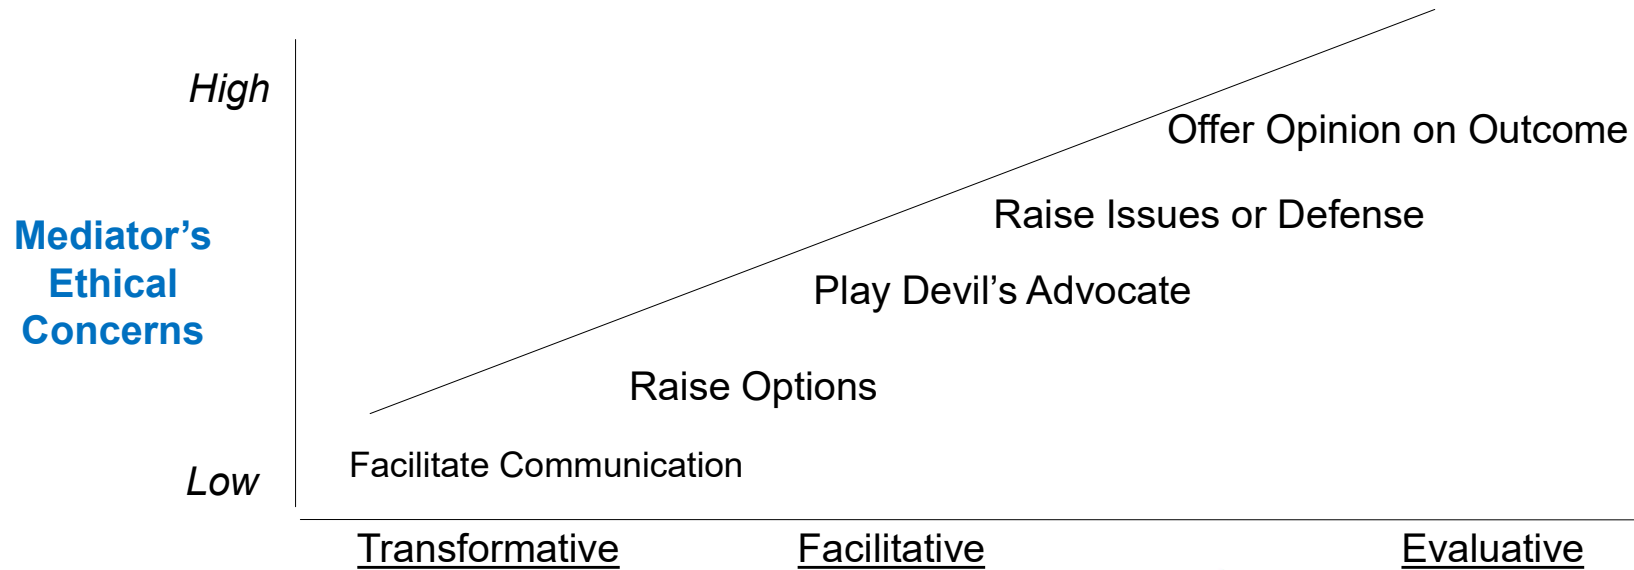 High
Offer Opinion on Outcome
Raise Issues or Defense
Mediator’s
Ethical
Concerns
Play Devil’s Advocate
Raise Options
Facilitate Communication
Low
Transformative
Facilitative
Evaluative